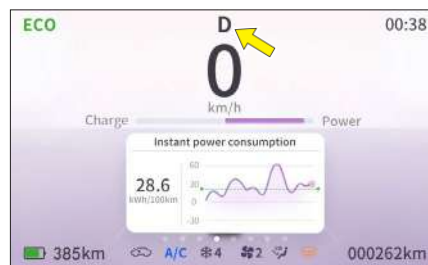 ECO D 00:38
0
km/h
Charge Power
Instant power consumption
60
28.6
kWh/100km
20
0
-30
385km A/C 4 2 000262km